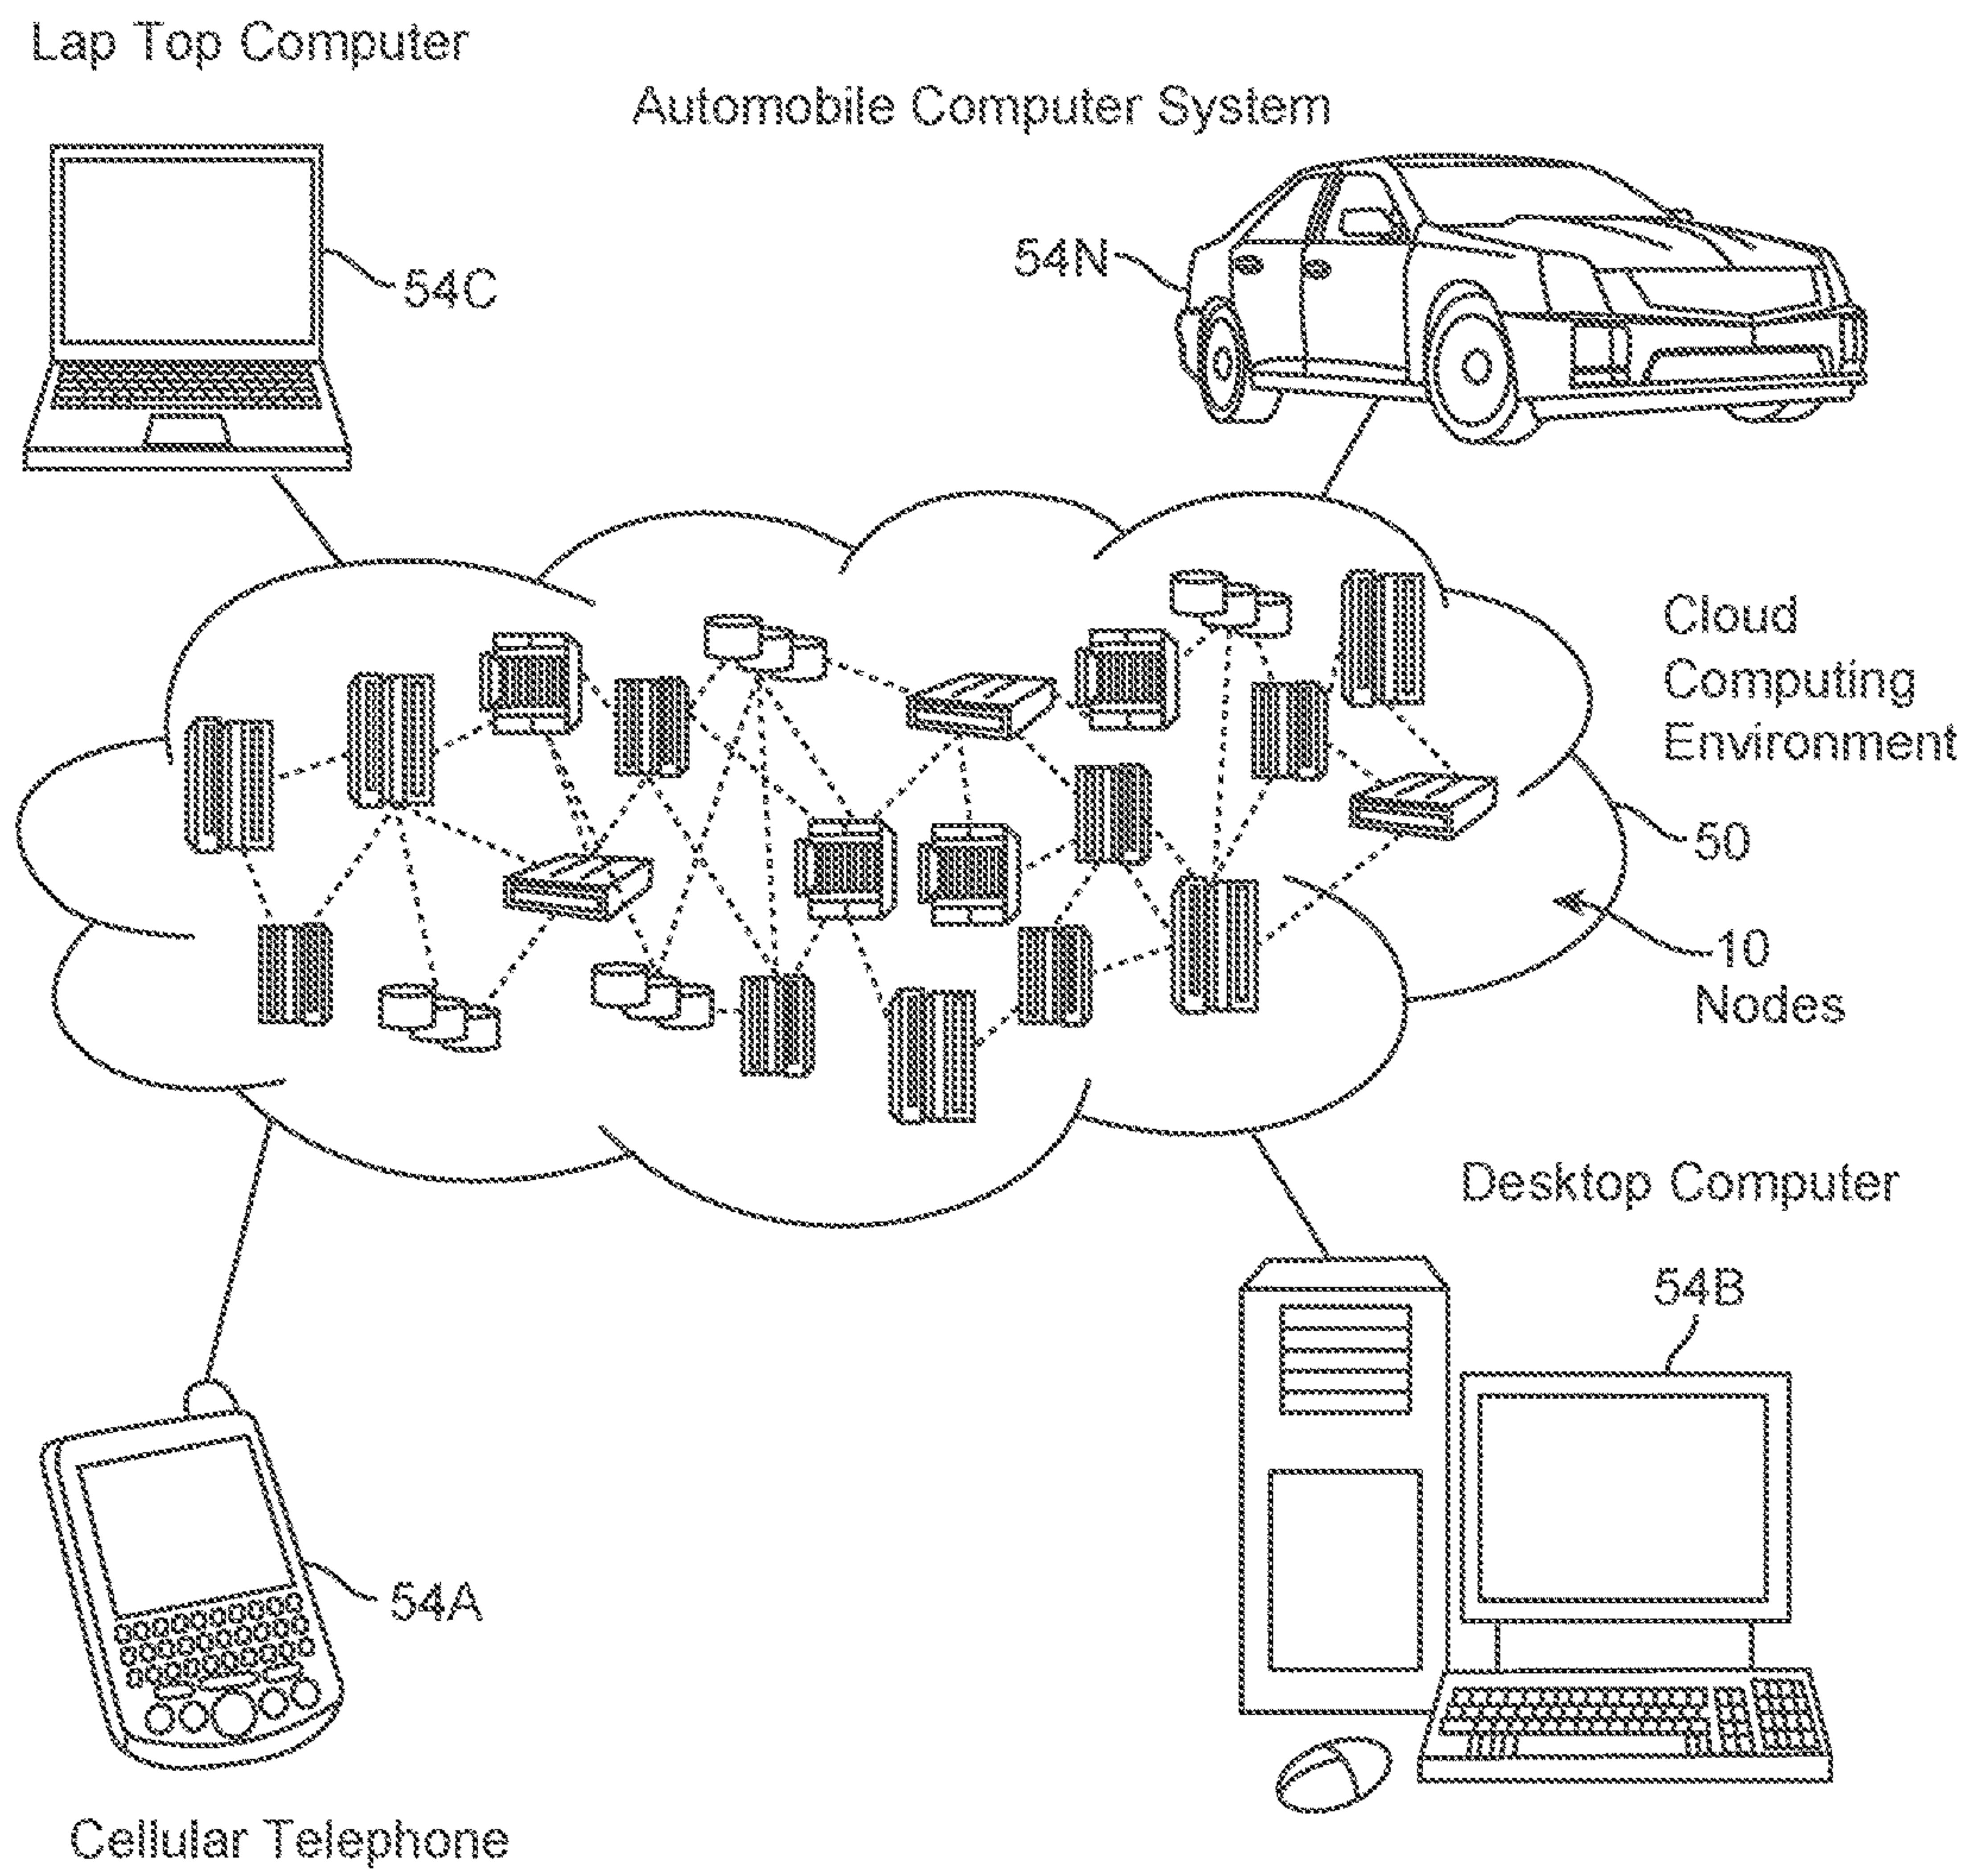 Lap Top Computer
Automobile Computer System
54C
54N
Cloud
Computing
Environment
50
10
Nodes
Desktop Computer
54B
54A
Cellular Telephone